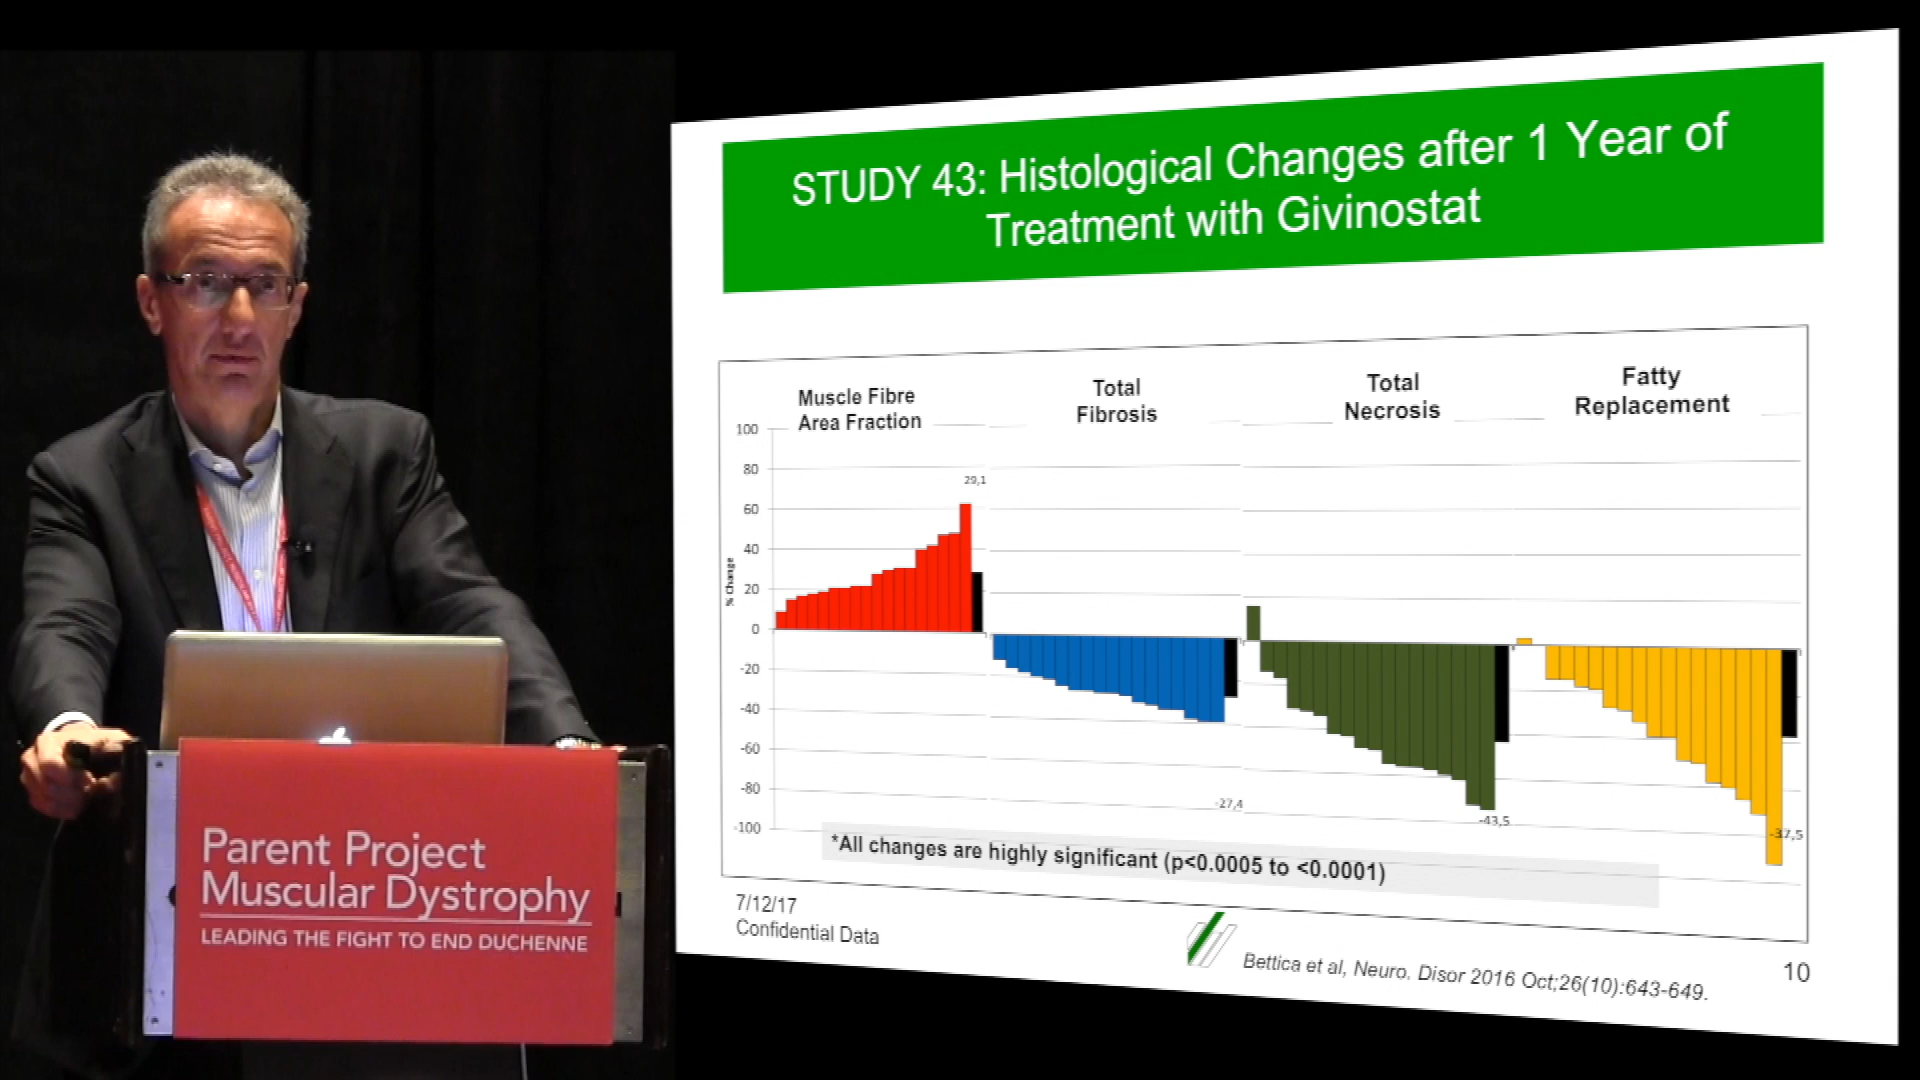 STUDY 43: Histological Changes after 1 Year of
Treatment with Givinostat
Muscle Fibre
Area Fraction
Total
Fibrosis
Total
Necrosis
Fatty
Replacement
% Change
100
80
60
40
20
0
-20
-40
-60
-80
-100
29,1
-27,4
-43,5
-37,5
*All changes are highly significant (p<0.0005 to <0.0001)
7/12/17
Confidential Data
Bettica et al, Neuro. Disor 2016 Oct;26(10):643-649.
10
Parent Project
Muscular Dystrophy
LEADING THE FIGHT TO END DUCHENNE